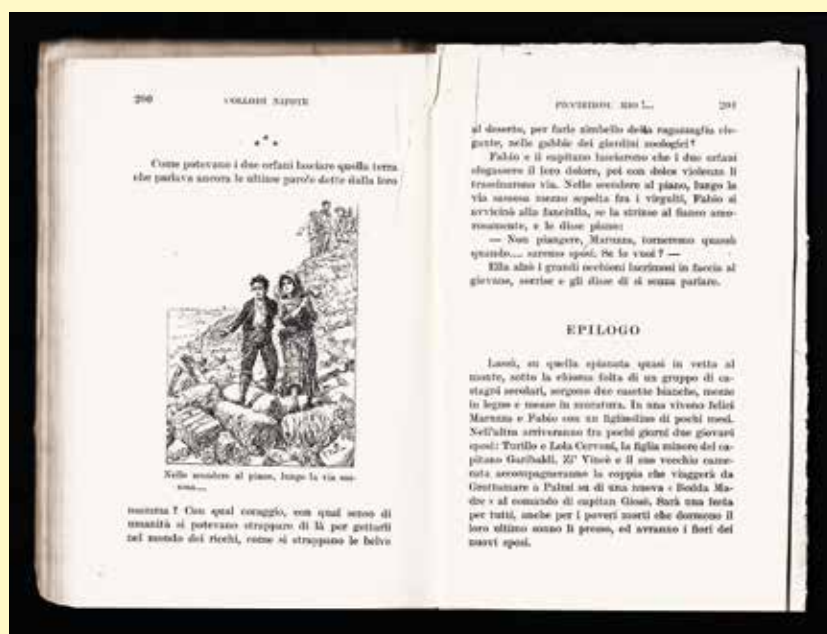 200
COLLODI NIPOTE
Come potevano i due orfani lasciare quella terra
che parlava ancora le ultime parole dette dalla loro
Nello scendere al piano, lungo la via sas-
sosa....
mamma? Con qual coraggio, con qual senso di
umanità si potevano strappare di là per gettarli
nel mondo dei ricchi, come si strappano le belve
MIO!...
201
al deserto, per farle zimbello della ragazzaglia ele-
gante, nelle gabbie dei giardini zoologici?
Fabio e il capitano lasciarono che i due orfani
sfogassero il loro dolore, poi con dolce violenza li
trascinarono via. Nello scendere al piano, lungo la
via sassosa mezzo sepolta fra i virgulti, Fabio si
avvicinò alla fanciulla, se la strinse al fianco amo-
rosamente, e le disse piano:
— Non piangere, Maruzza, torneremo quassù
quando.... saremo sposi. Se lo vuoi? —
Ella alzò i grandi occhioni lacrimosi in faccia al
giovane, sorrise e gli disse di sì senza parlare.
EPILOGO
Lassù, su quella spianata quasi in vetta al
monte, sotto la chioma folta di un gruppo di ca-
stagni secolari, sorgono due casette bianche, mezze
in legno e mezze in muratura. In una vivono felici
Maruzza e Fabio con un figliolino di pochi mesi.
Nell'altra arriveranno fra pochi giorni due giovani
sposi: Turillo e Lola Cervoni, la figlia minore del ca-
pitano Garibaldi. Zi' Vincè e il suo vecchio came-
rata accompagneranno la coppia che viaggerà da
Grottamare a Palmi su di una nuova « Bedda Ma-
dre » al comando di capitan Giosè. Sarà una festa
per tutti, anche per i poveri morti che dormono il
loro ultimo sonno lì presso, ed avranno i fiori dei
nuovi sposi.